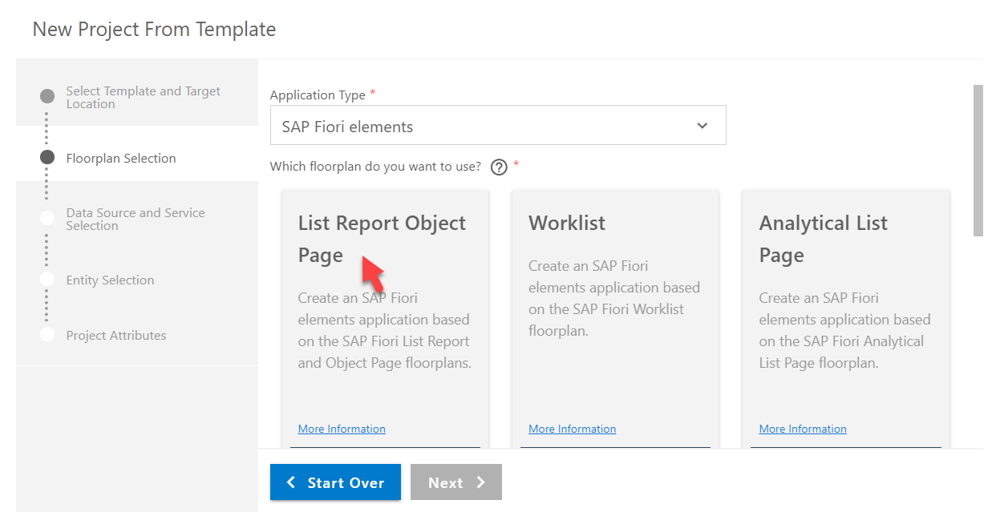 New Project From Template
Select Template and Target
Location
Floorplan Selection
Data Source and Service
Selection
Entity Selection
Project Attributes
Application Type *
SAP Fiori elements
Which floorplan do you want to use? ? *
List Report Object
Page
Create an SAP Fiori
elements application based
on the SAP Fiori List Report
and Object Page floorplans.
More Information
Worklist
Create an SAP Fiori
elements application based
on the SAP Fiori Worklist
floorplan.
More Information
Analytical List
Page
Create an SAP Fiori
elements application based
on the SAP Fiori Analytical
List Page floorplan.
More Information
Start Over
Next